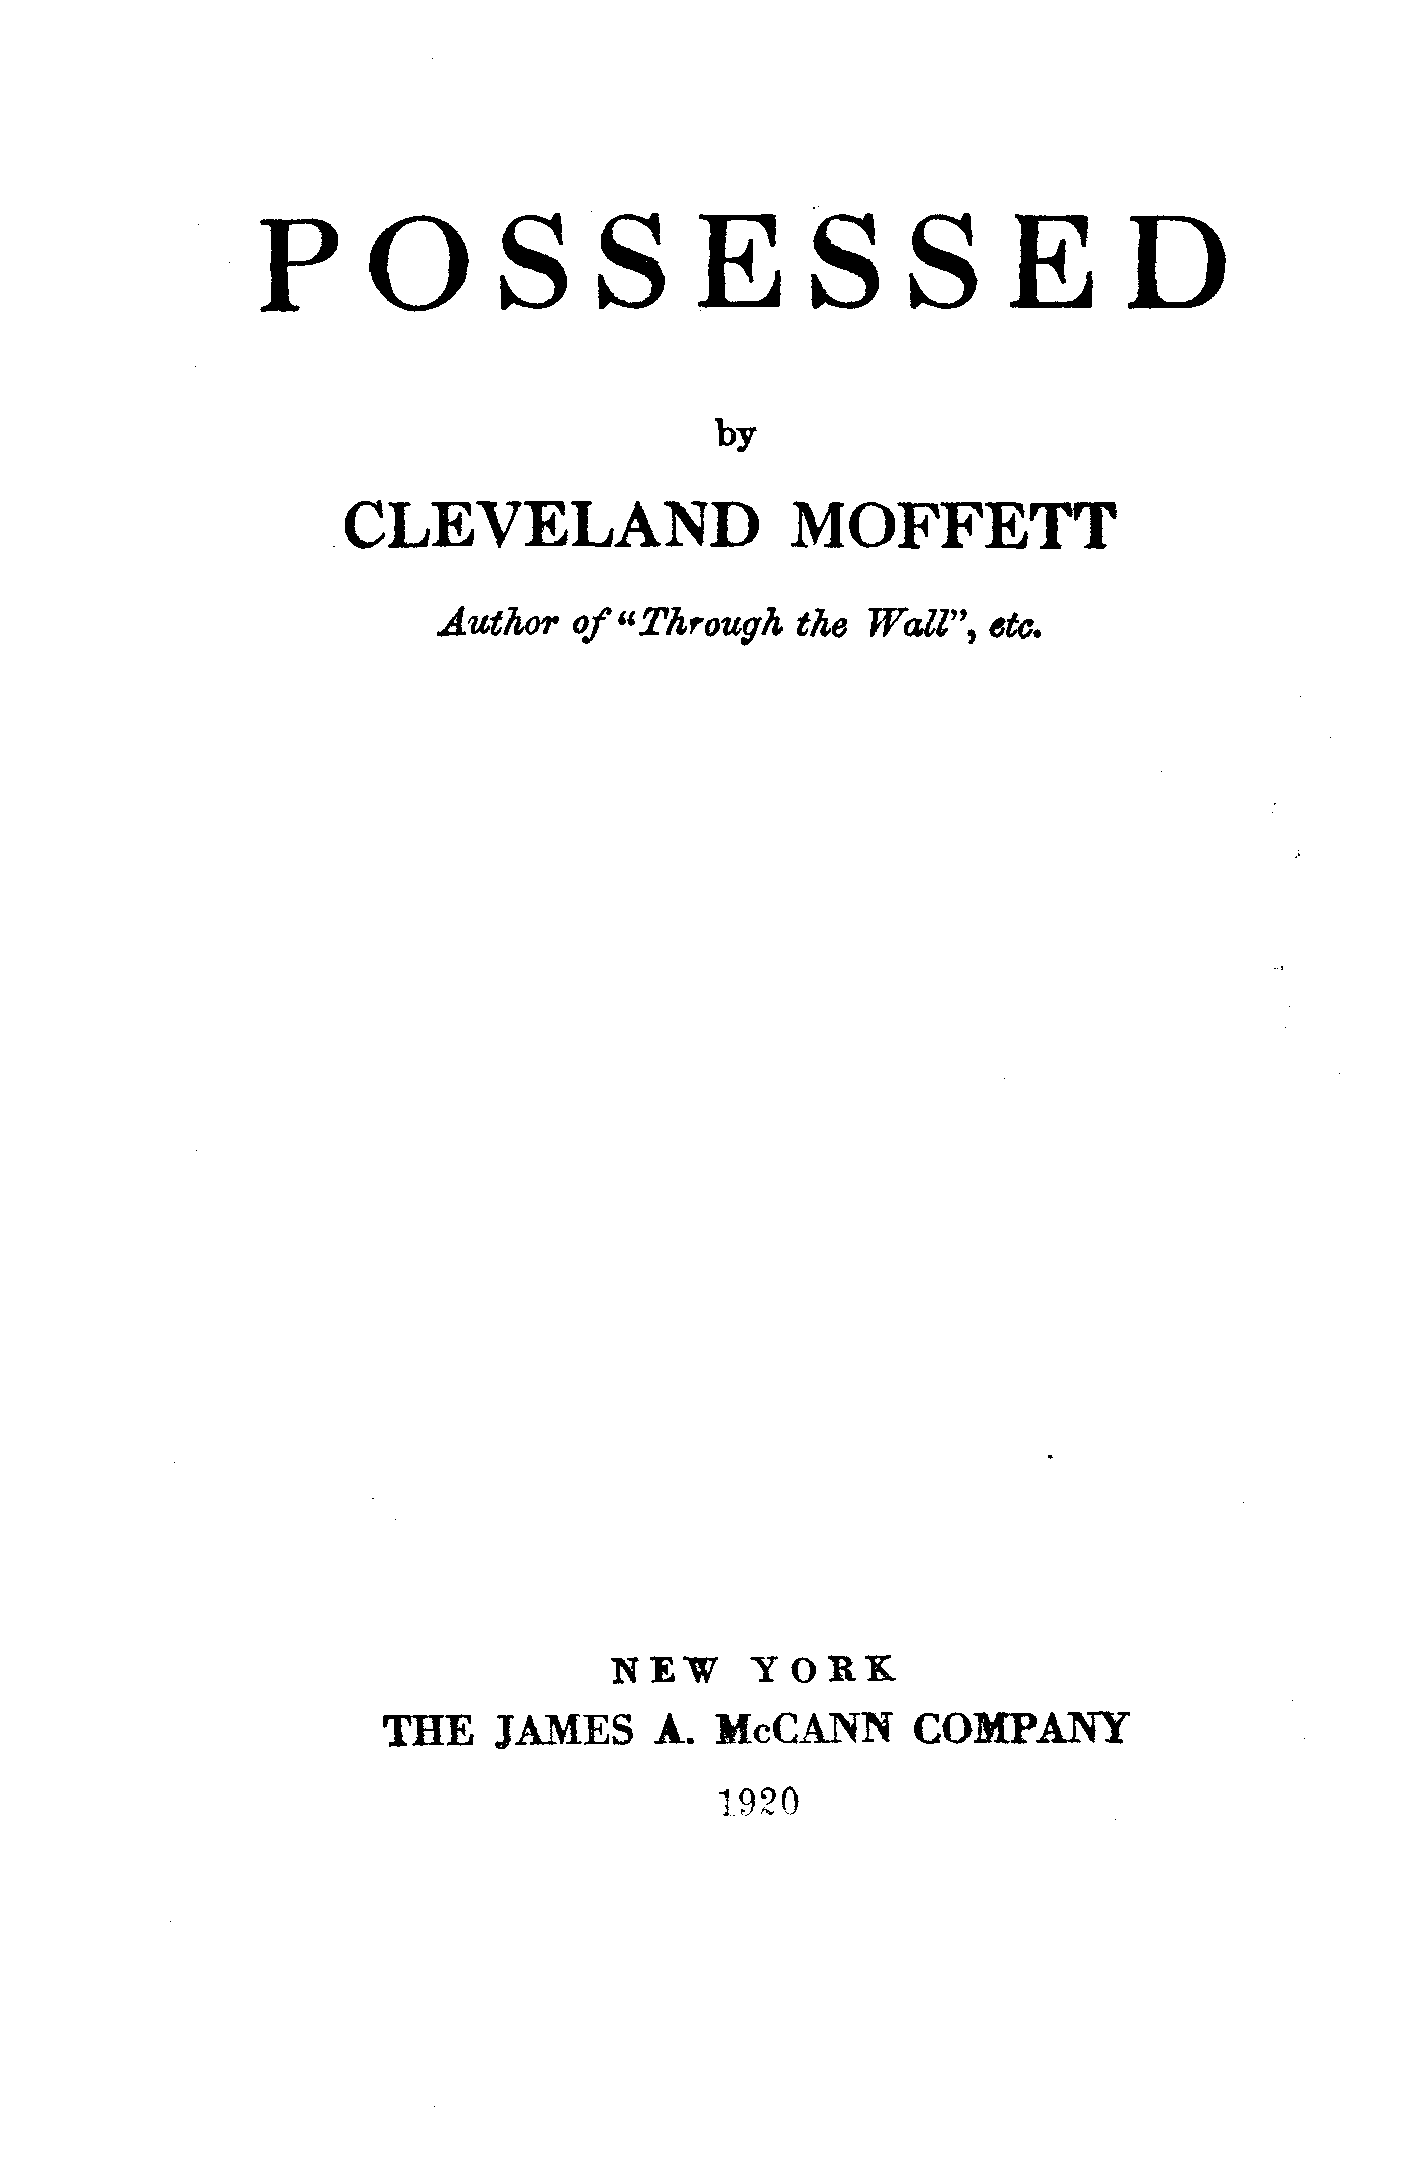 POSSESSED
by
CLEVELAND MOFFETT
Author of "Through the Wall", etc.
NEW YORK
THE JAMES A. McCANN COMPANY
1920